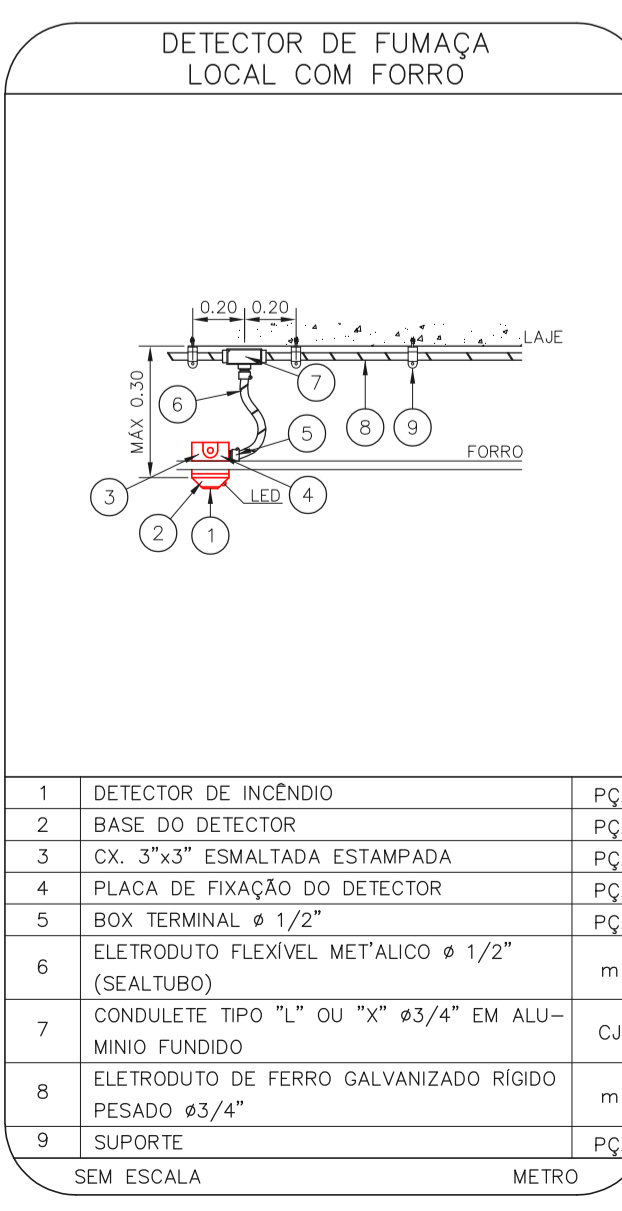 DETECTOR DE FUMAÇA
LOCAL COM FORRO
0.20 0.20
LAJE
MÁX 0.30
7
6
5
8
9
FORRO
3
LED
4
2
1
1 DETECTOR DE INCÊNDIO PÇ
2 BASE DO DETECTOR PÇ
3 CX. 3"x3" ESMALTADA ESTAMPADA PÇ
4 PLACA DE FIXAÇÃO DO DETECTOR PÇ
5 BOX TERMINAL ø 1/2" PÇ
6 ELETRODUTO FLEXÍVEL MET'ALICO ø 1/2"
(SEALTUBO) m
7 CONDULETE TIPO "L" OU "X" ø3/4" EM ALU-
MINIO FUNDIDO CJ
8 ELETRODUTO DE FERRO GALVANIZADO RÍGIDO
PESADO ø3/4" m
9 SUPORTE PÇ
SEM ESCALA METRO